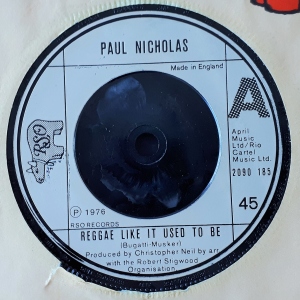 PAUL NICHOLAS
Made in England
A
RSO
April
Music
Ltd/Rio
Cartel
Music Ltd.
2090 185
℗ 1976
RSO RECORDS
45
REGGAE LIKE IT USED TO BE
(Bugatti-Musker)
Produced by Christopher Neil by arr.
with the Robert Stigwood
Organisation.